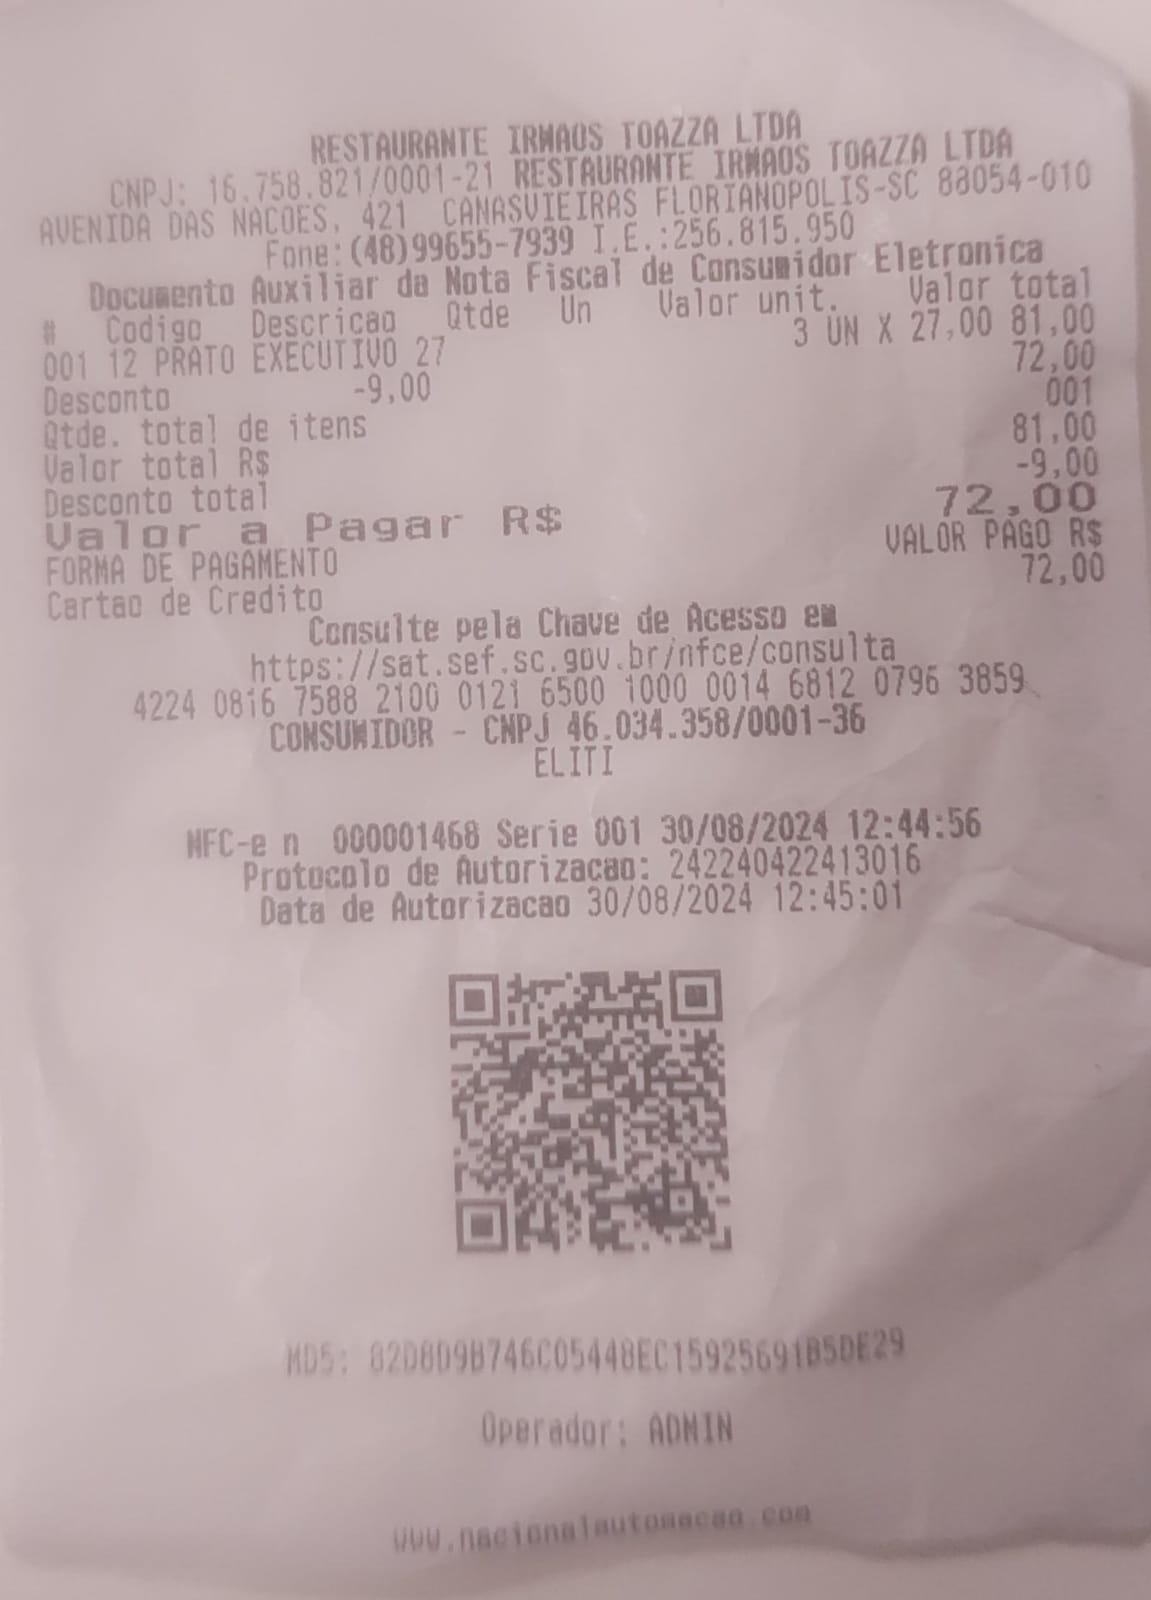 RESTAURANTE IRMAOS TOAZZA LTDA
CNPJ: 16.758.821/0001-21 RESTAURANTE IRMAOS TOAZZA LTDA
AVENIDA DAS NACOES, 421 CANASVIEIRAS FLORIANOPOLIS-SC 88054-010
Fone:(48)99655-7939 I.E.:256.815.950
Documento Auxiliar da Nota Fiscal de Consumidor Eletronica
# Codigo Descricao Qtde Un Valor unit. Valor total
001 12 PRATO EXECUTIVO 27 3 UN X 27,00 81,00
Desconto -9,00 72,00
Qtde. total de itens 001
Valor total R$ 81,00
Desconto total -9,00
Valor a Pagar R$ 72,00
FORMA DE PAGAMENTO VALOR PAGO R$
Cartao de Credito 72,00
Consulte pela Chave de Acesso em
https://sat.sef.sc.gov.br/nfce/consulta
4224 0816 7588 2100 0121 6500 1000 0014 6812 0796 3859
CONSUMIDOR - CNPJ 46.034.358/0001-36
ELITI
NFC-e n 000001468 Serie 001 30/08/2024 12:44:56
Protocolo de Autorizacao: 242240422413016
Data de Autorizacao 30/08/2024 12:45:01
MD5: 82D8D9B746C05448EC15925691B5DE29
Operador: ADMIN
www.nacionalautomacao.com